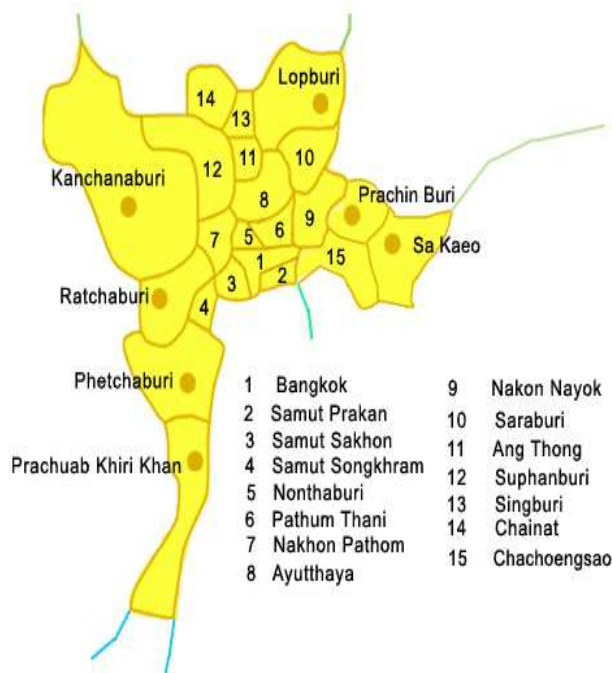 Lopburi
14
13
11
10
12
Kanchanaburi
8
Prachin Buri
9
7
5
6
Sa Kaeo
1
15
2
3
Ratchaburi
4
Phetchaburi
Prachuab Khiri Khan
1 Bangkok
2 Samut Prakan
3 Samut Sakhon
4 Samut Songkhram
5 Nonthaburi
6 Pathum Thani
7 Nakhon Pathom
8 Ayutthaya
9 Nakon Nayok
10 Saraburi
11 Ang Thong
12 Suphanburi
13 Singburi
14 Chainat
15 Chachoengsao